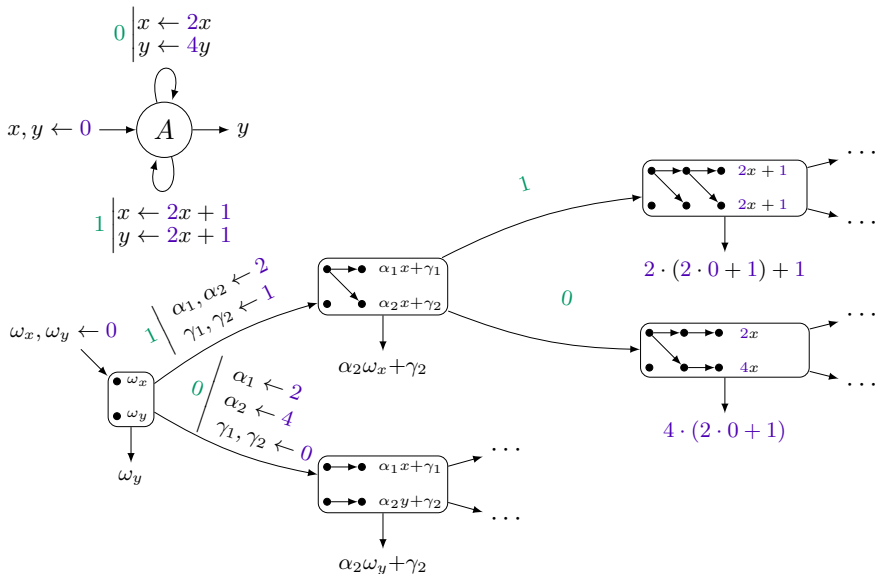 0 x ← 2x
y ← 4y
x, y ← 0
A
y
1 x ← 2x + 1
y ← 2x + 1
ω_x, ω_y ← 0
ω_x
ω_y
ω_y
1 α₁, α₂ ← 2
γ₁, γ₂ ← 1
0 α₁ ← 2
α₂ ← 4
γ₁, γ₂ ← 0
α₁x+γ₁
α₂x+γ₂
α₂ω_x+γ₂
α₁x+γ₁
α₂y+γ₂
α₂ω_y+γ₂
...
...
1
2x + 1
2x + 1
2 · (2 · 0 + 1) + 1
...
...
0
2x
4x
4 · (2 · 0 + 1)
...
...